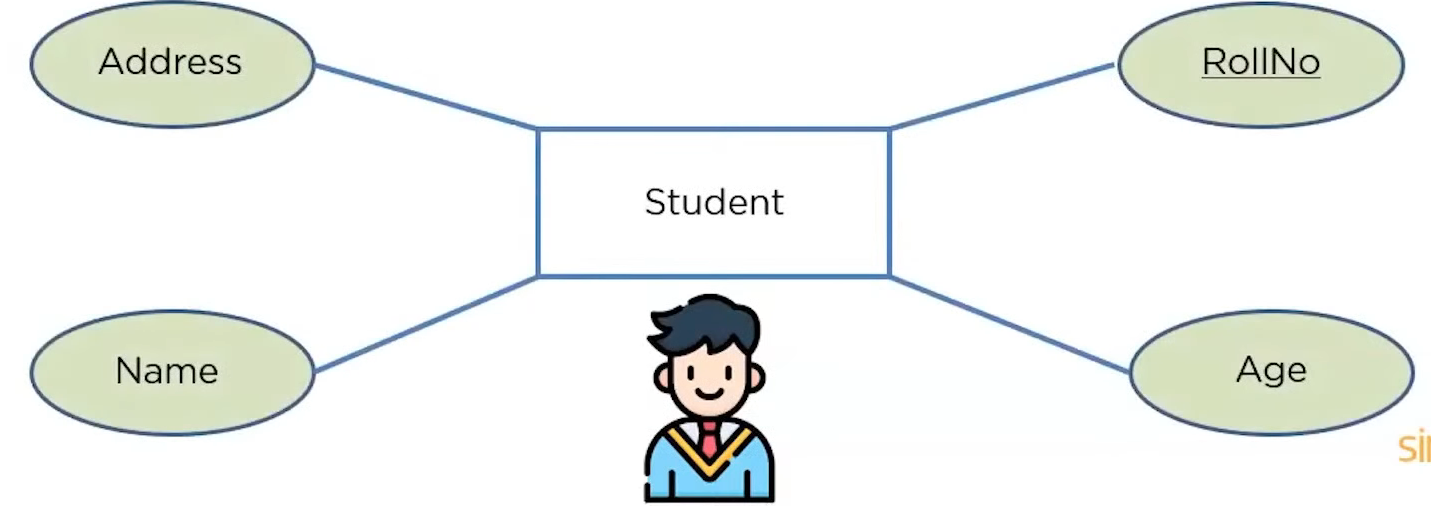 Address
RollNo
Student
Name
Age